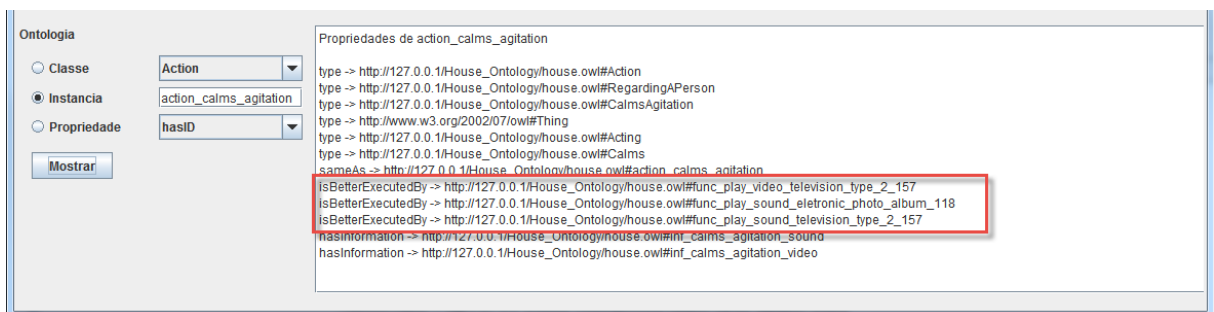 Ontologia
Classe
Action
Instancia
action_calms_agitation
Propriedade
hasID
Mostrar
Propriedades de action_calms_agitation
type -> http://127.0.0.1/House_Ontology/house.owl#Action
type -> http://127.0.0.1/House_Ontology/house.owl#RegardingAPerson
type -> http://127.0.0.1/House_Ontology/house.owl#CalmsAgitation
type -> http://www.w3.org/2002/07/owl#Thing
type -> http://127.0.0.1/House_Ontology/house.owl#Acting
type -> http://127.0.0.1/House_Ontology/house.owl#Calms
sameAs -> http://127.0.0.1/House_Ontology/house.owl#action_calms_agitation
isBetterExecutedBy -> http://127.0.0.1/House_Ontology/house.owl#func_play_video_television_type_2_157
isBetterExecutedBy -> http://127.0.0.1/House_Ontology/house.owl#func_play_sound_eletronic_photo_album_118
isBetterExecutedBy -> http://127.0.0.1/House_Ontology/house.owl#func_play_sound_television_type_2_157
hasInformation -> http://127.0.0.1/House_Ontology/house.owl#inf_calms_agitation_sound
hasInformation -> http://127.0.0.1/House_Ontology/house.owl#inf_calms_agitation_video